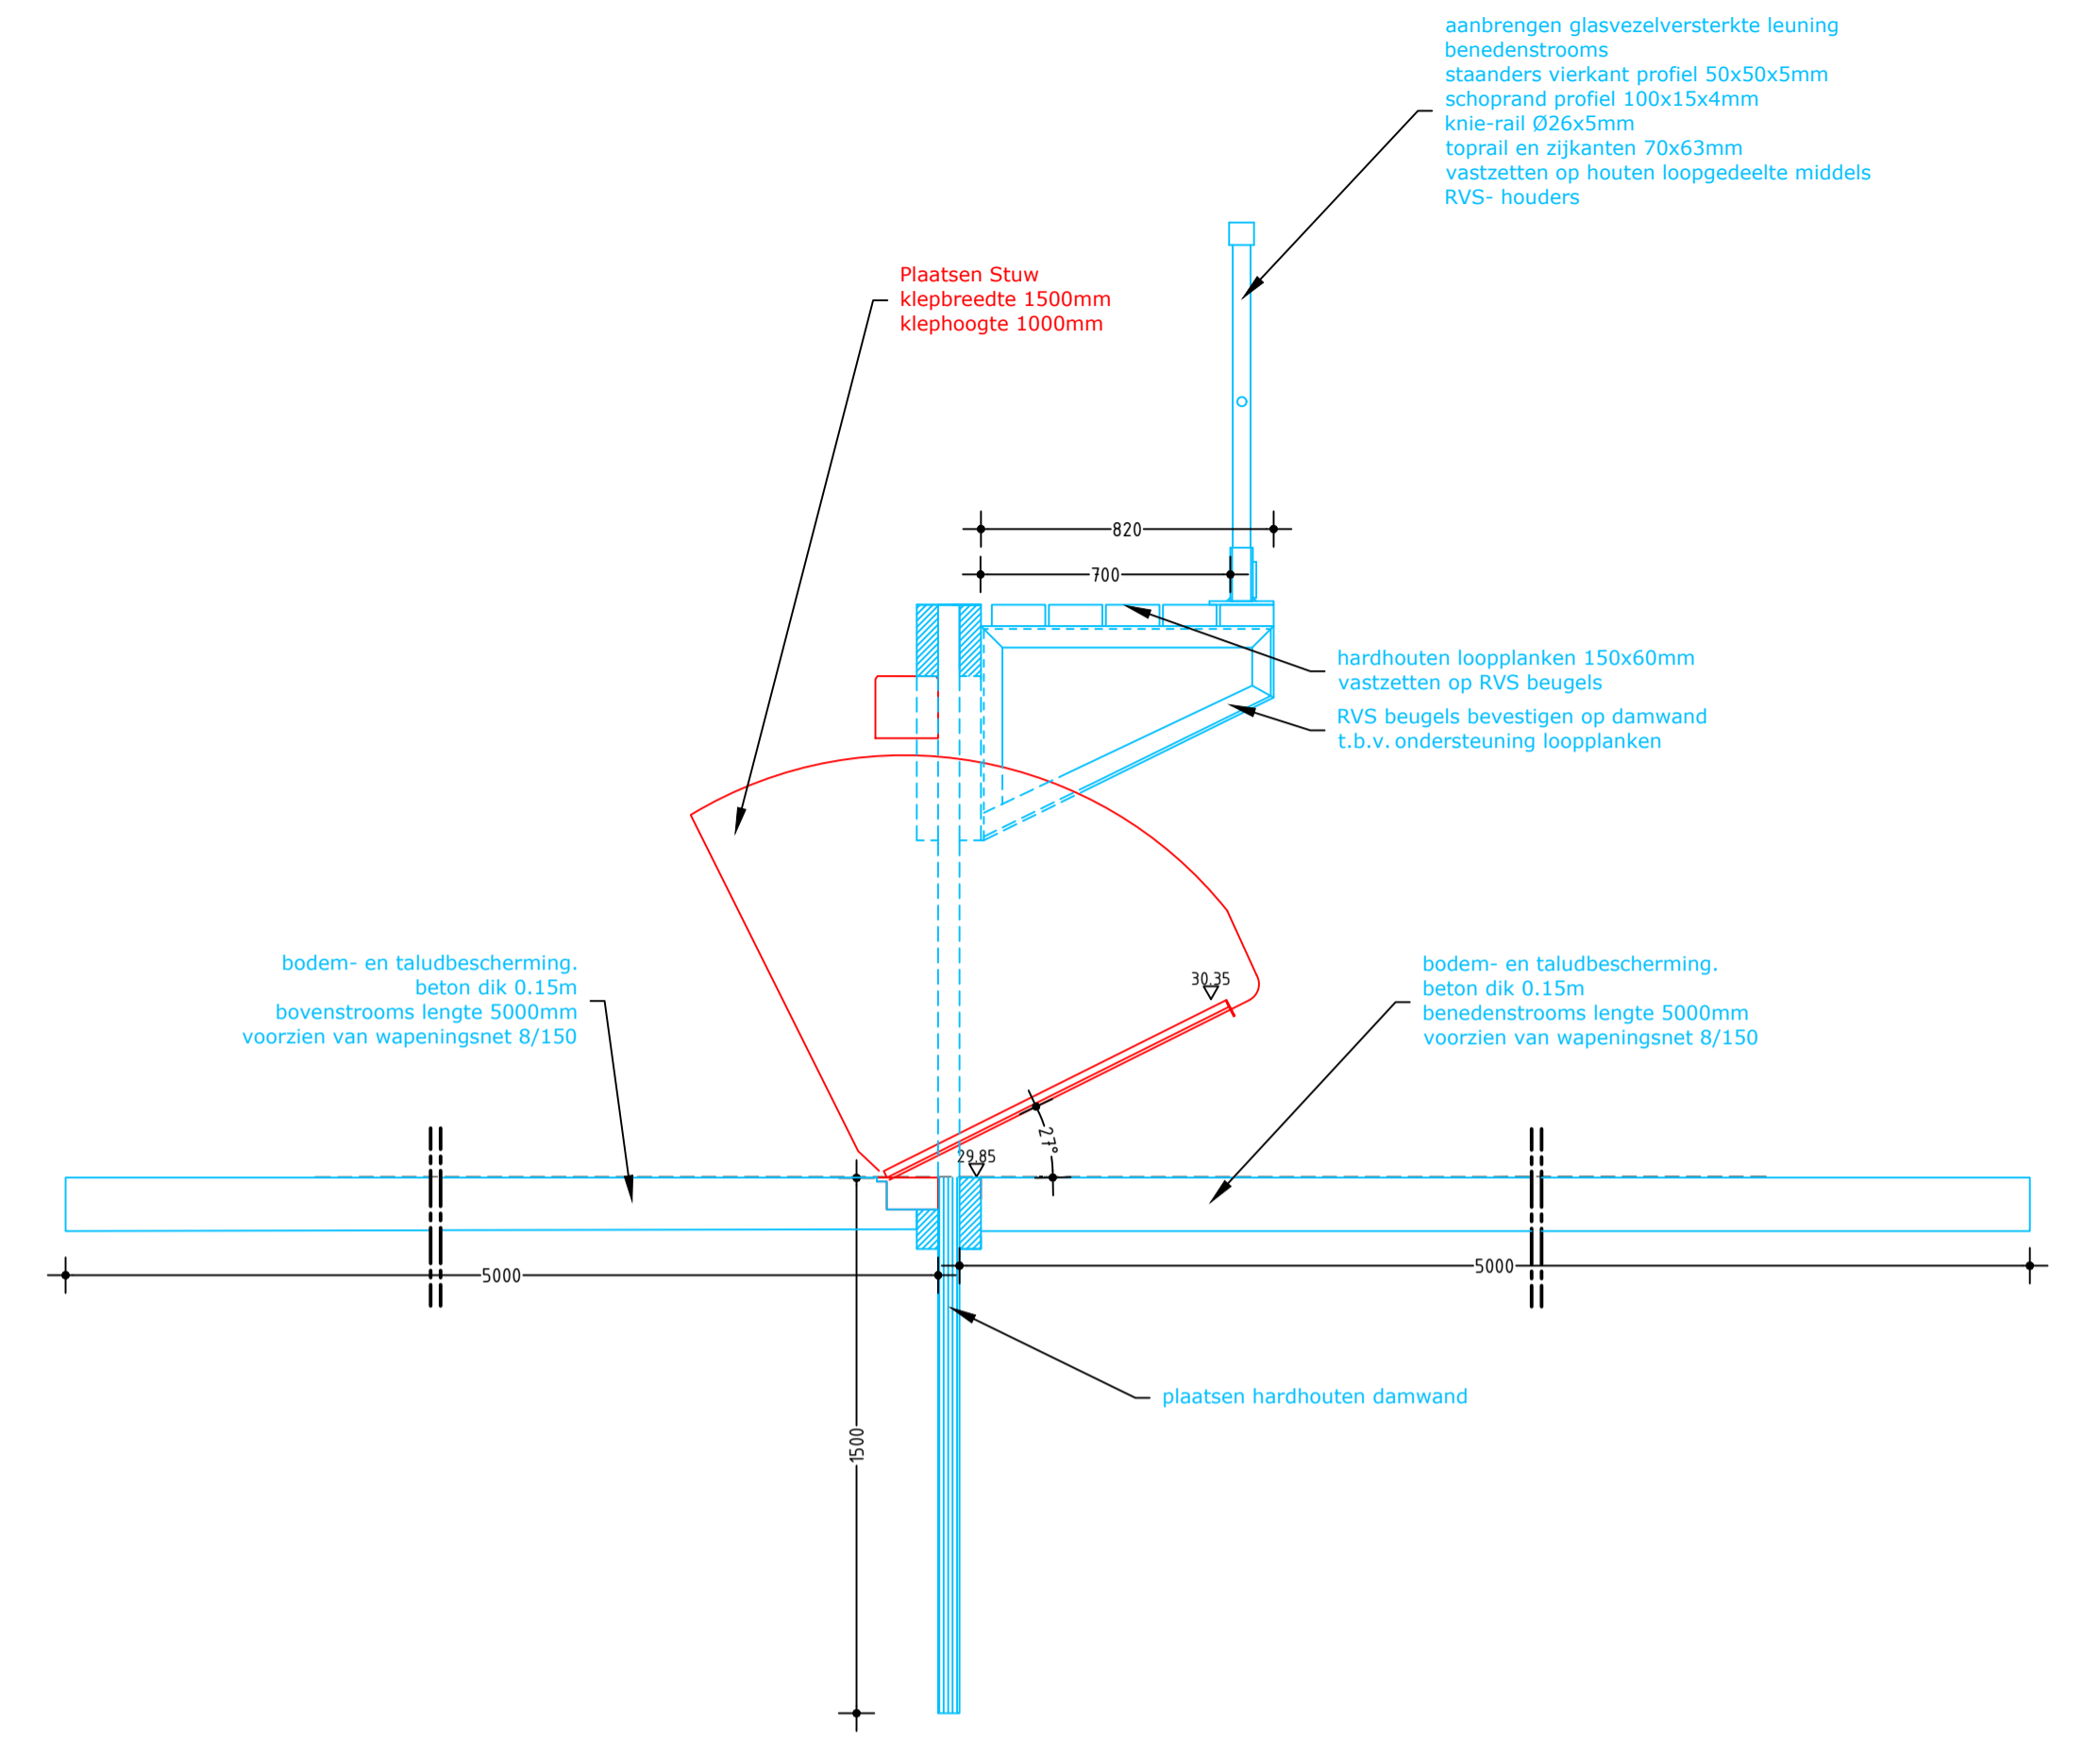 aanbrengen glasvezelversterkte leuning
benedenstrooms
staanders vierkant profiel 50x50x5mm
schoprand profiel 100x15x4mm
knie-rail Ø26x5mm
toprail en zijkanten 70x63mm
vastzetten op houten loopgedeelte middels
RVS- houders
Plaatsen Stuw
klepbreedte 1500mm
klephoogte 1000mm
820
700
hardhouten loopplanken 150x60mm
vastzetten op RVS beugels
RVS beugels bevestigen op damwand
t.b.v. ondersteuning loopplanken
bodem- en taludbescherming.
beton dik 0.15m
bovenstrooms lengte 5000mm
voorzien van wapeningsnet 8/150
30.35
bodem- en taludbescherming.
beton dik 0.15m
benedenstrooms lengte 5000mm
voorzien van wapeningsnet 8/150
27°
29.85
5000
5000
plaatsen hardhouten damwand
1500